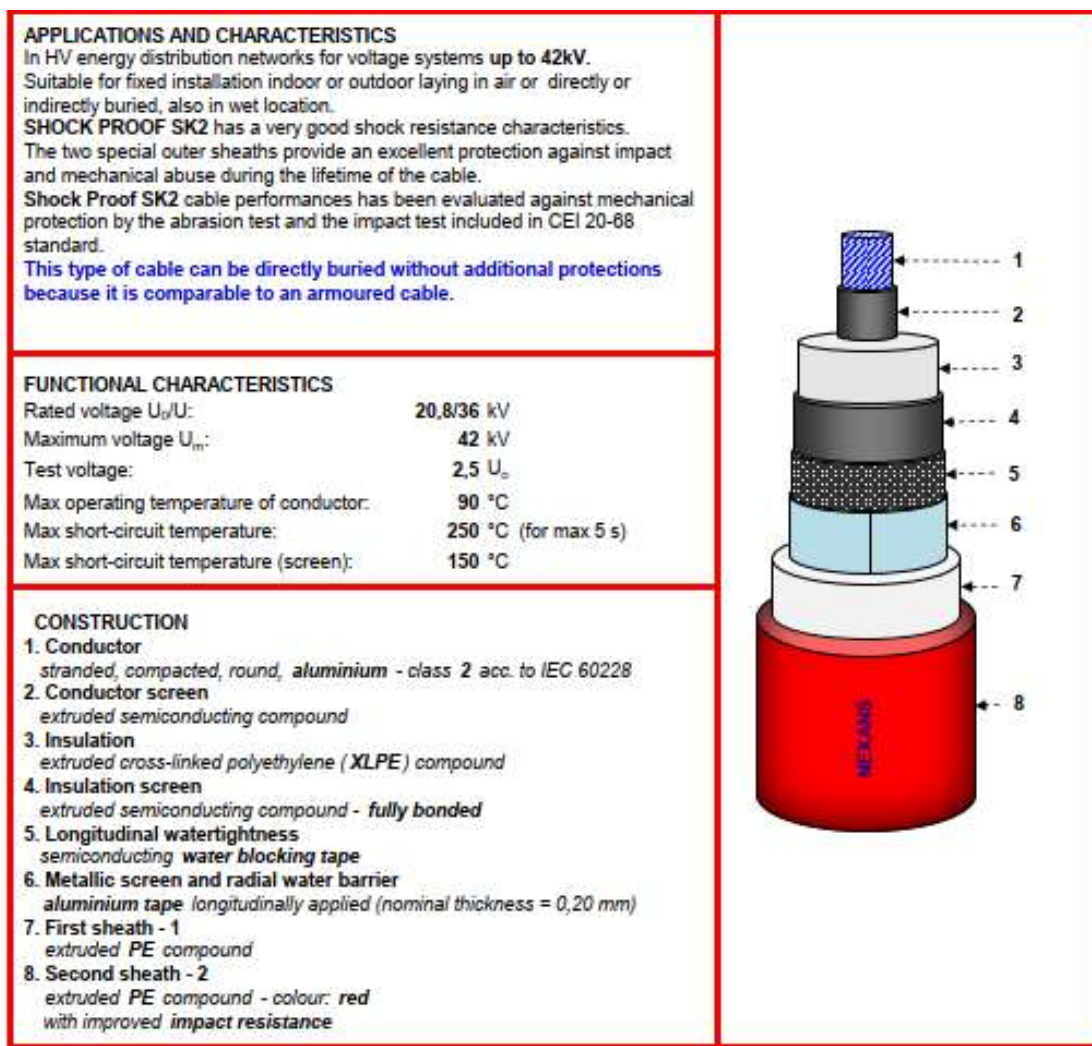 APPLICATIONS AND CHARACTERISTICS
In HV energy distribution networks for voltage systems up to 42kV.
Suitable for fixed installation indoor or outdoor laying in air or directly or
indirectly buried, also in wet location.
SHOCK PROOF SK2 has a very good shock resistance characteristics.
The two special outer sheaths provide an excellent protection against impact
and mechanical abuse during the lifetime of the cable.
Shock Proof SK2 cable performances has been evaluated against mechanical
protection by the abrasion test and the impact test included in CEI 20-68
standard.
This type of cable can be directly buried without additional protections
because it is comparable to an armoured cable.
FUNCTIONAL CHARACTERISTICS
Rated voltage U₀/U: 20,8/36 kV
Maximum voltage Uₘ: 42 kV
Test voltage: 2,5 U₀
Max operating temperature of conductor: 90 °C
Max short-circuit temperature: 250 °C (for max 5 s)
Max short-circuit temperature (screen): 150 °C
CONSTRUCTION
1. Conductor
stranded, compacted, round, aluminium - class 2 acc. to IEC 60228
2. Conductor screen
extruded semiconducting compound
3. Insulation
extruded cross-linked polyethylene (XLPE) compound
4. Insulation screen
extruded semiconducting compound - fully bonded
5. Longitudinal watertightness
semiconducting water blocking tape
6. Metallic screen and radial water barrier
aluminium tape longitudinally applied (nominal thickness = 0,20 mm)
7. First sheath - 1
extruded PE compound
8. Second sheath - 2
extruded PE compound - colour: red
with improved impact resistance
1
2
3
4
5
6
7
8
NEXANS